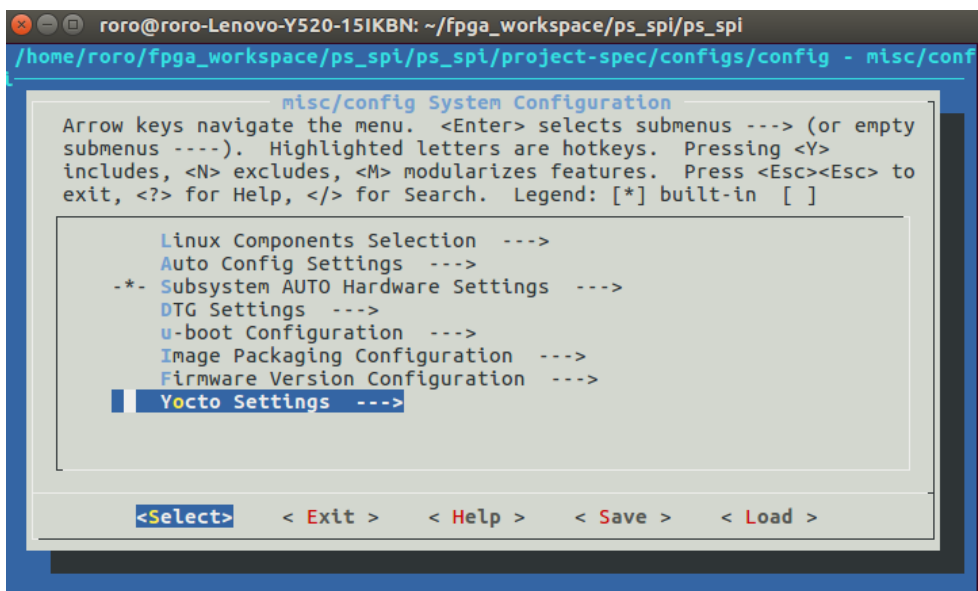 roro@roro-Lenovo-Y520-15IKBN: ~/fpga_workspace/ps_spi/ps_spi
/home/roro/fpga_workspace/ps_spi/ps_spi/project-spec/configs/config - misc/conf
i
misc/config System Configuration
Arrow keys navigate the menu.  <Enter> selects submenus ---> (or empty
submenus ----).  Highlighted letters are hotkeys.  Pressing <Y>
includes, <N> excludes, <M> modularizes features.  Press <Esc><Esc> to
exit, <?> for Help, </> for Search.  Legend: [*] built-in  [ ]
Linux Components Selection  --->
Auto Config Settings  --->
-*- Subsystem AUTO Hardware Settings  --->
DTG Settings  --->
u-boot Configuration  --->
Image Packaging Configuration  --->
Firmware Version Configuration  --->
Yocto Settings  --->
<Select>    < Exit >    < Help >    < Save >    < Load >